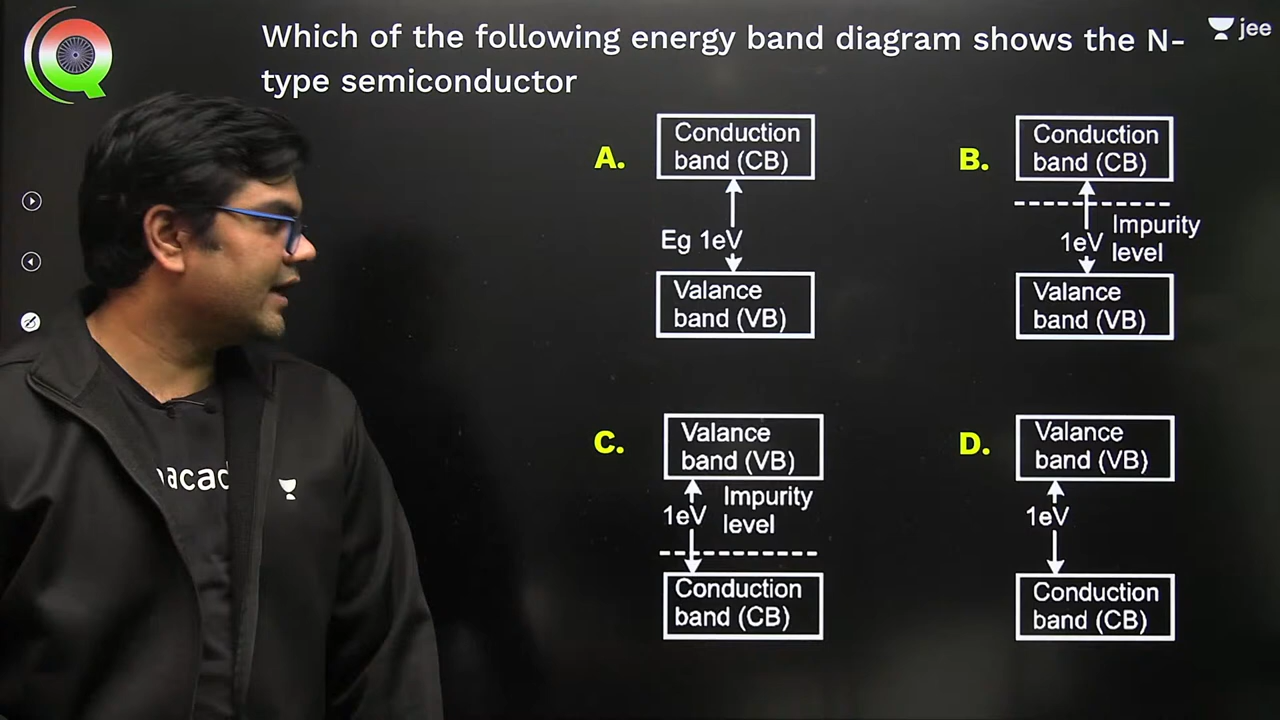 Which of the following energy band diagram shows the N-
type semiconductor
jee
A.
Conduction
band (CB)
Eg 1eV
Valance
band (VB)
B.
Conduction
band (CB)
Impurity
1eV
level
Valance
band (VB)
C.
Valance
band (VB)
Impurity
1eV
level
Conduction
band (CB)
D.
Valance
band (VB)
1eV
Conduction
band (CB)
nacad